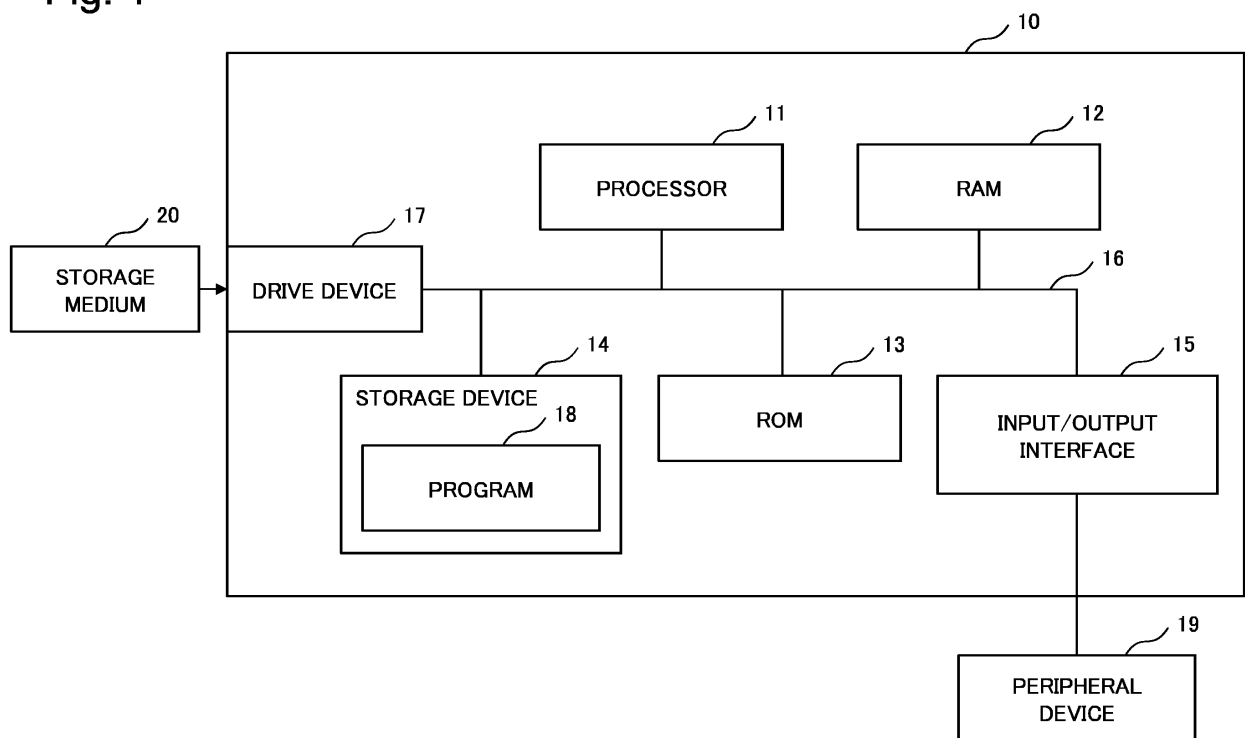 Fig.
10
11
12
PROCESSOR
RAM
20
17
16
STORAGE
MEDIUM
DRIVE DEVICE
14
13
15
STORAGE DEVICE
18
PROGRAM
ROM
INPUT/OUTPUT
INTERFACE
19
PERIPHERAL
DEVICE